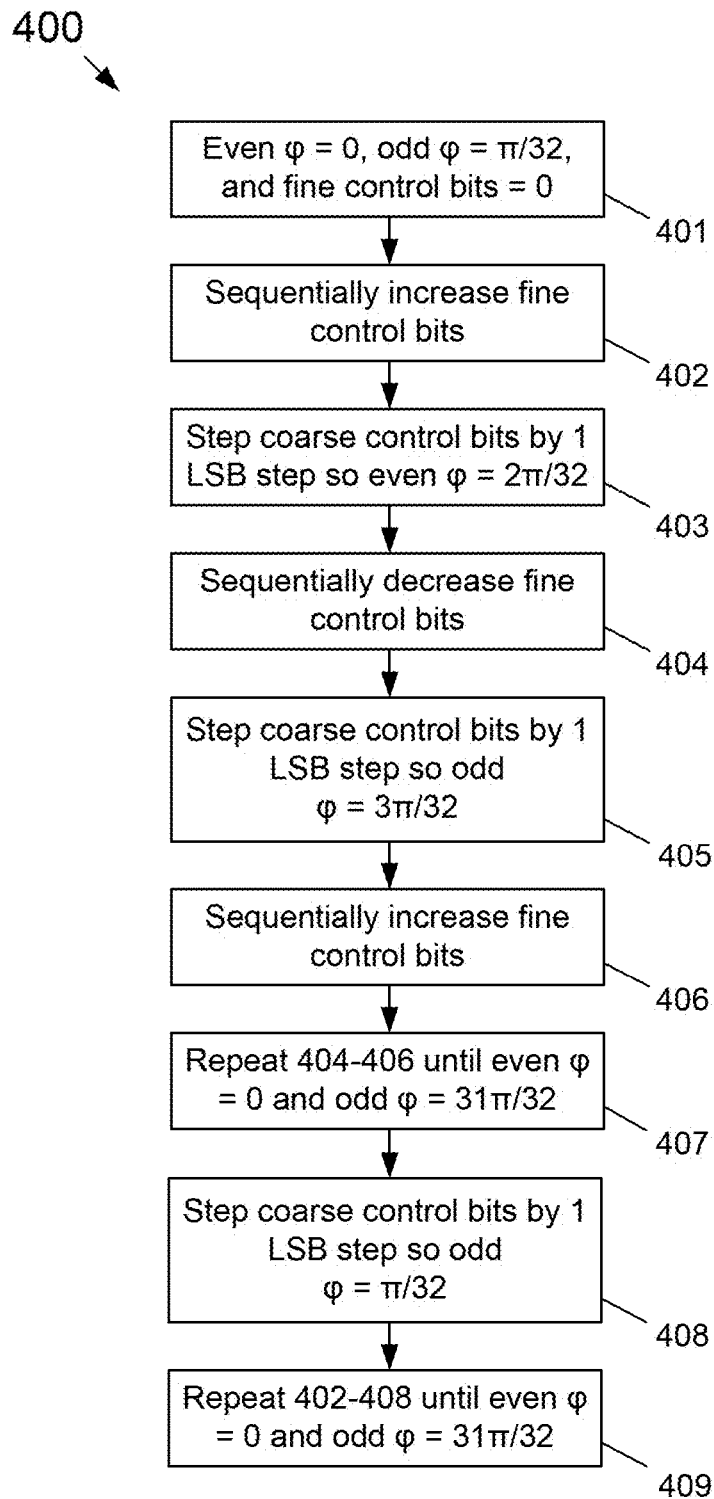 400
Even φ = 0, odd φ = π/32,
and fine control bits = 0
401
Sequentially increase fine
control bits
402
Step coarse control bits by 1
LSB step so even φ = 2π/32
403
Sequentially decrease fine
control bits
404
Step coarse control bits by 1
LSB step so odd
φ = 3π/32
405
Sequentially increase fine
control bits
406
Repeat 404-406 until even φ
= 0 and odd φ = 31π/32
407
Step coarse control bits by 1
LSB step so odd
φ = π/32
408
Repeat 402-408 until even φ
= 0 and odd φ = 31π/32
409